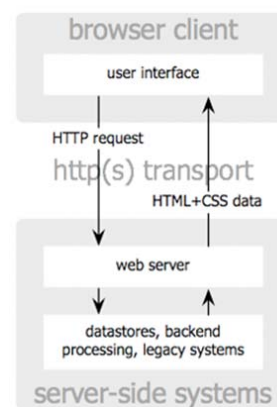 browser client
user interface
HTTP request
http(s) transport
HTML+CSS data
web server
datastores, backend
processing, legacy systems
server-side systems